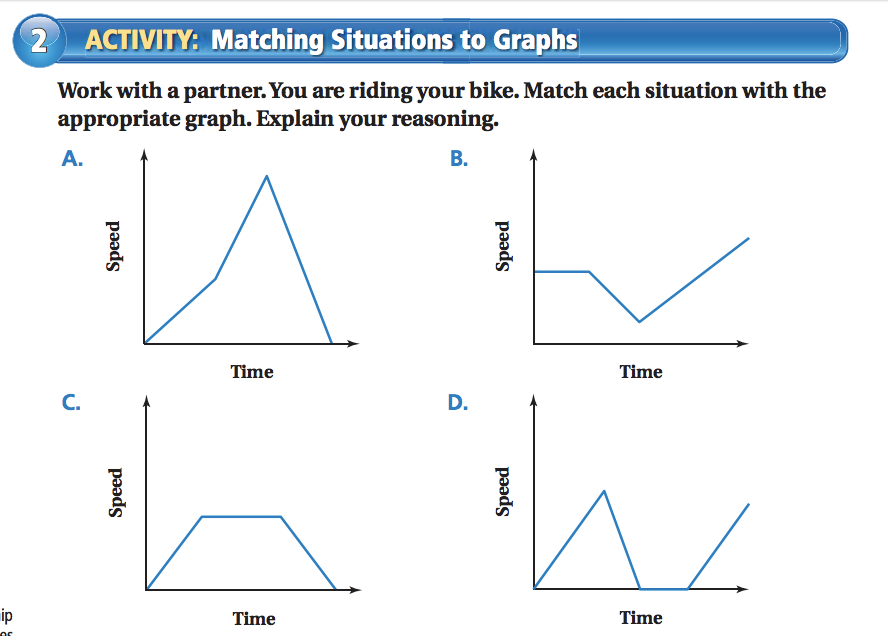 2 ACTIVITY: Matching Situations to Graphs
Work with a partner. You are riding your bike. Match each situation with the
appropriate graph. Explain your reasoning.
A.
Speed
Time
B.
Speed
Time
C.
Speed
Time
D.
Speed
Time
ip